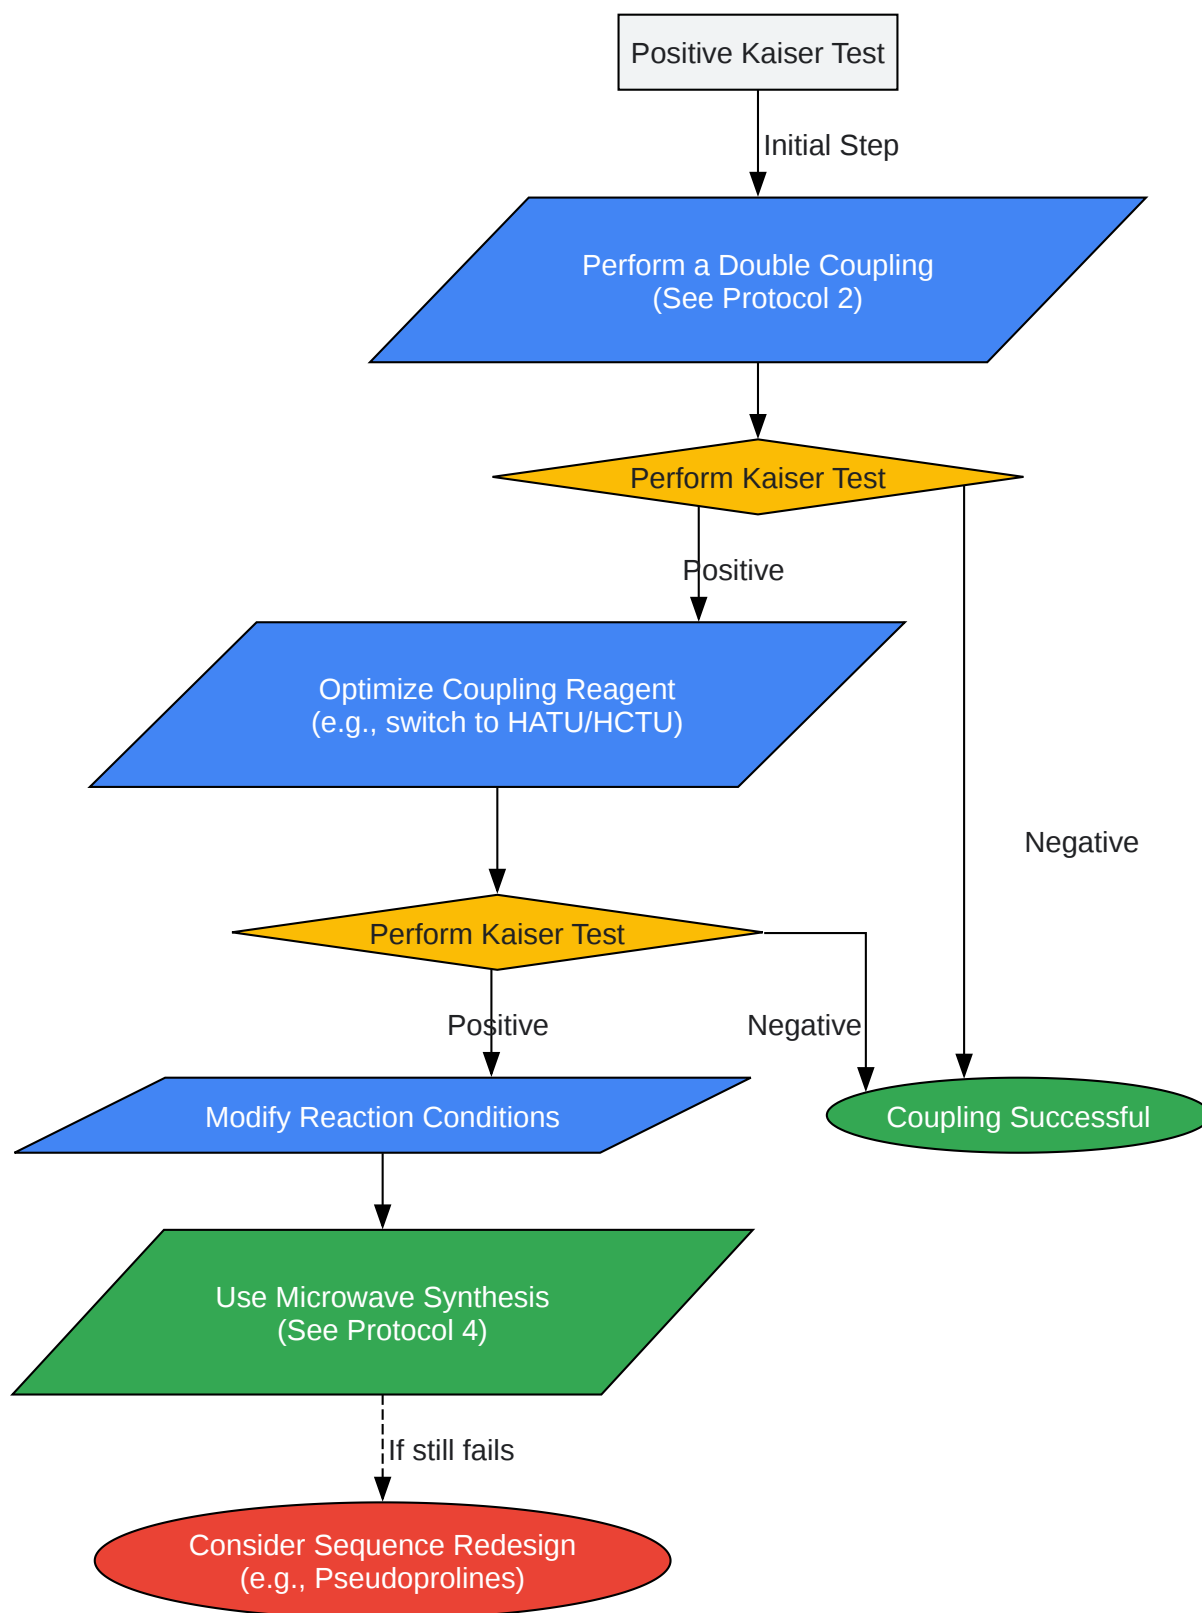 Positive Kaiser Test
Initial Step
Perform a Double Coupling
(See Protocol 2)
Perform Kaiser Test
Positive
Optimize Coupling Reagent
(e.g., switch to HATU/HCTU)
Negative
Perform Kaiser Test
Positive
Negative
Modify Reaction Conditions
Coupling Successful
Use Microwave Synthesis
(See Protocol 4)
If still fails
Consider Sequence Redesign
(e.g., Pseudoprolines)